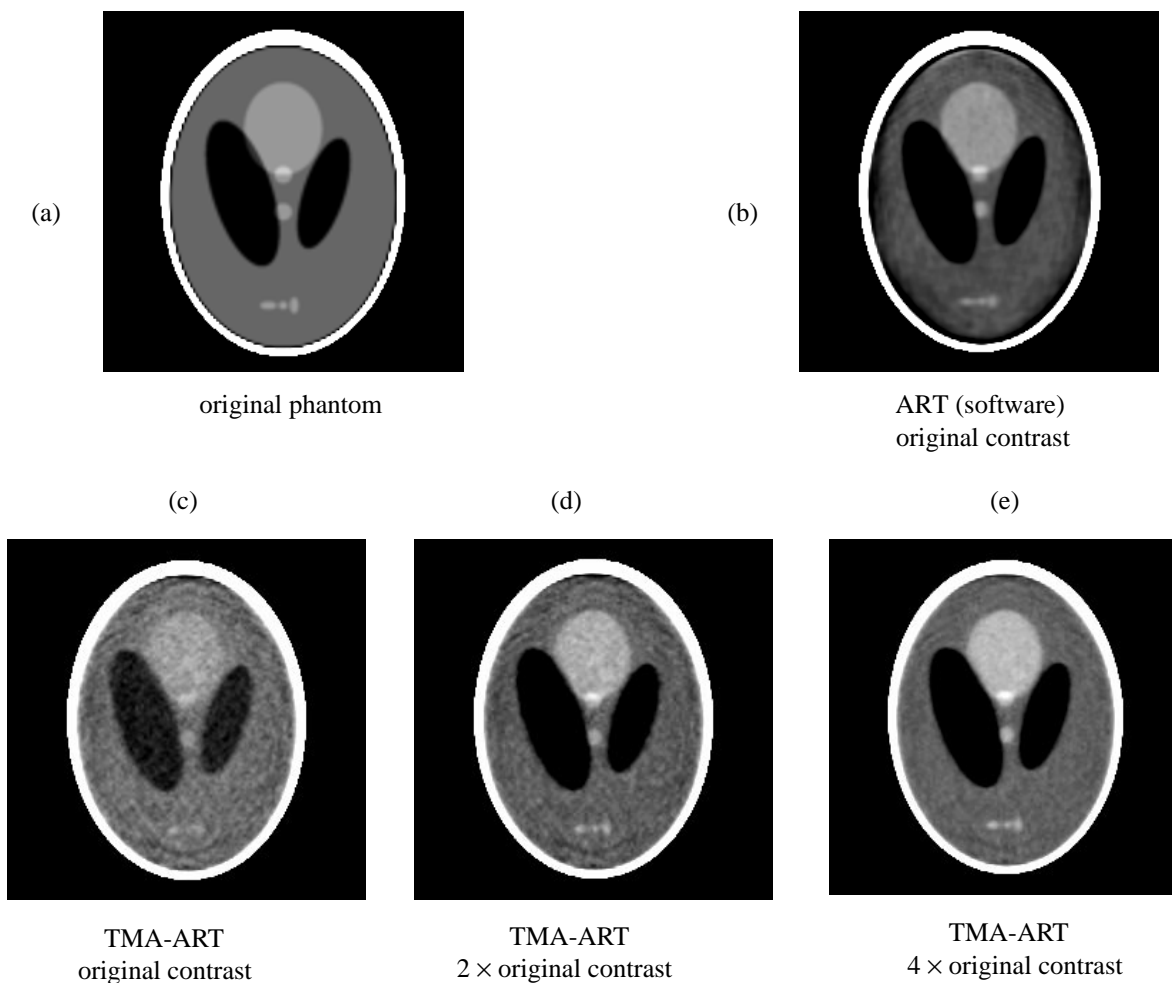 (a)
(b)
original phantom
ART (software)
original contrast
(c)
(d)
(e)
TMA-ART
original contrast
TMA-ART
2 × original contrast
TMA-ART
4 × original contrast